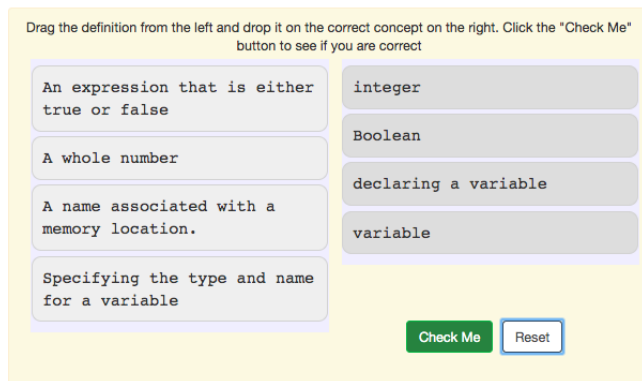 Drag the definition from the left and drop it on the correct concept on the right. Click the "Check Me"
button to see if you are correct
An expression that is either
true or false
A whole number
A name associated with a
memory location.
Specifying the type and name
for a variable
integer
Boolean
declaring a variable
variable
Check Me
Reset